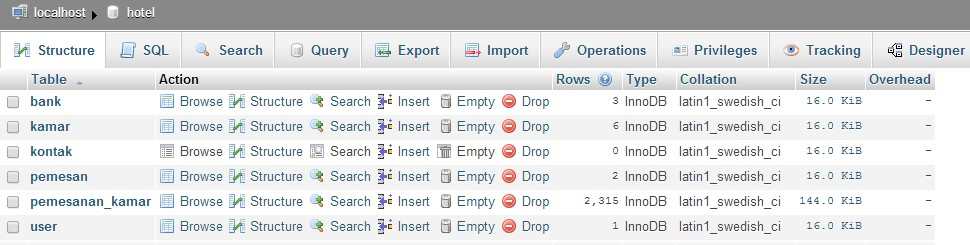 localhost hotel
Structure SQL Search Query Export Import Operations Privileges Tracking Designer
Table Action Rows Type Collation Size Overhead
bank Browse Structure Search Insert Empty Drop 3 InnoDB latin1_swedish_ci 16.0 KiB -
kamar Browse Structure Search Insert Empty Drop 6 InnoDB latin1_swedish_ci 16.0 KiB -
kontak Browse Structure Search Insert Empty Drop 0 InnoDB latin1_swedish_ci 16.0 KiB -
pemesan Browse Structure Search Insert Empty Drop 2 InnoDB latin1_swedish_ci 16.0 KiB -
pemesanan_kamar Browse Structure Search Insert Empty Drop 2,315 InnoDB latin1_swedish_ci 144.0 KiB -
user Browse Structure Search Insert Empty Drop 1 InnoDB latin1_swedish_ci 16.0 KiB -